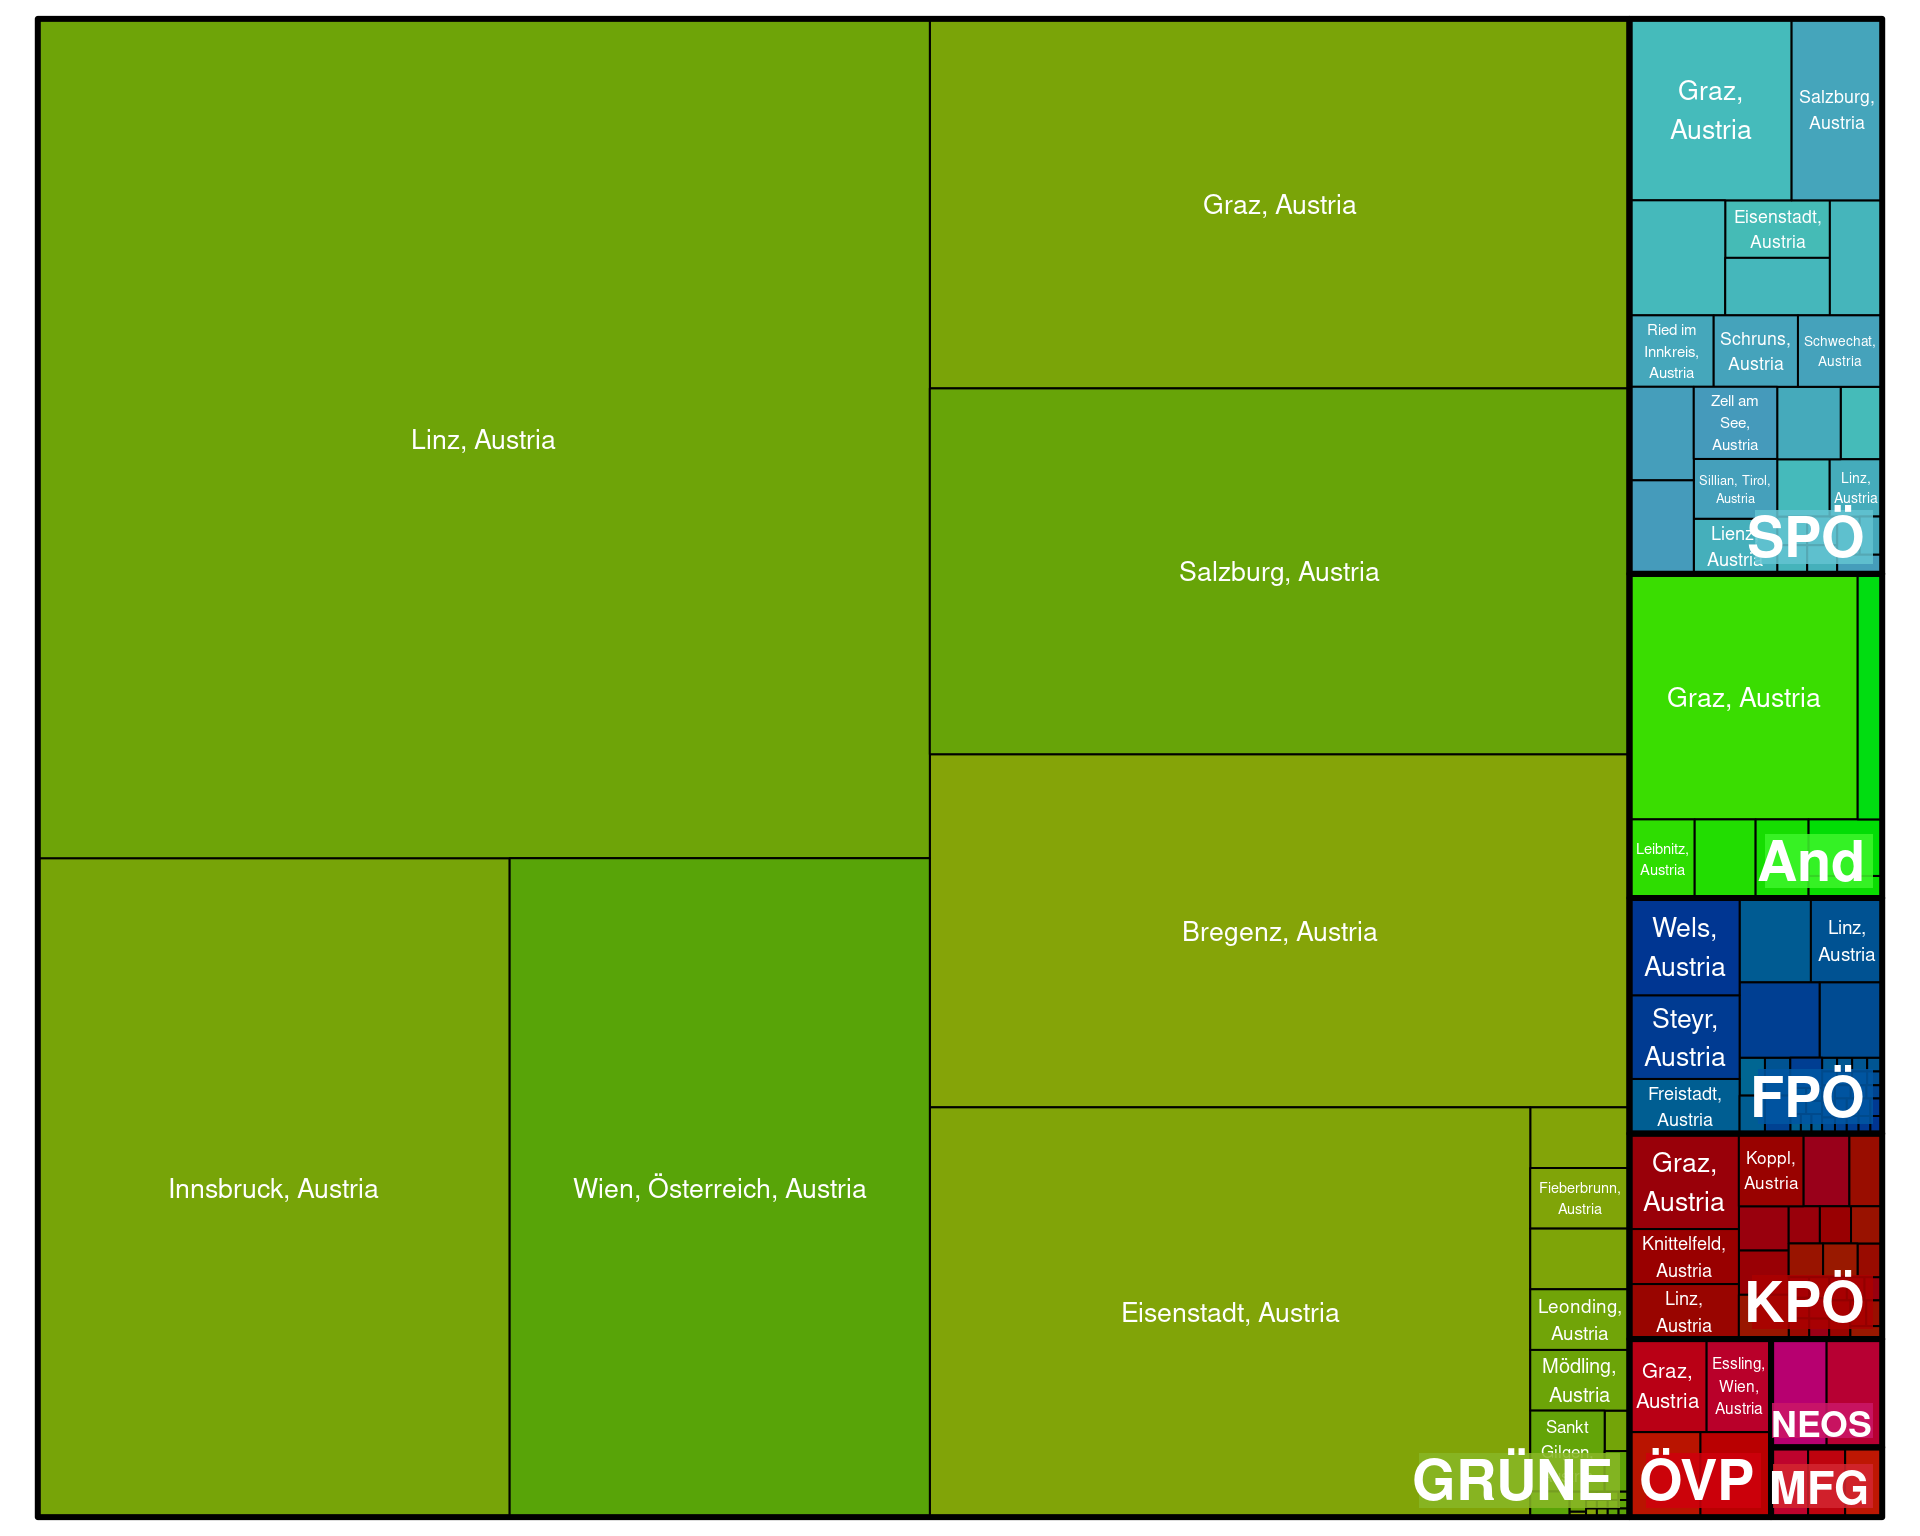 Linz, Austria
Innsbruck, Austria
Wien, Österreich, Austria
Graz, Austria
Salzburg, Austria
Bregenz, Austria
Eisenstadt, Austria
Fieberbrunn,
Austria
Leonding,
Austria
Mödling,
Austria
Sankt
Gilgen,
GRÜNE
Graz,
Austria
Salzburg,
Austria
Eisenstadt,
Austria
Ried im
Innkreis,
Austria
Schruns,
Austria
Schwechat,
Austria
Zell am
See,
Austria
Sillian, Tirol,
Austria
Linz,
Austria
Lienz,
Austria
SPÖ
Graz, Austria
Leibnitz,
Austria
And
Wels,
Austria
Linz,
Austria
Steyr,
Austria
Freistadt,
Austria
FPÖ
Graz,
Austria
Koppl,
Austria
Knittelfeld,
Austria
Linz,
Austria
KPÖ
Graz,
Austria
Essling,
Wien,
Austria
ÖVP
NEOS
MFG